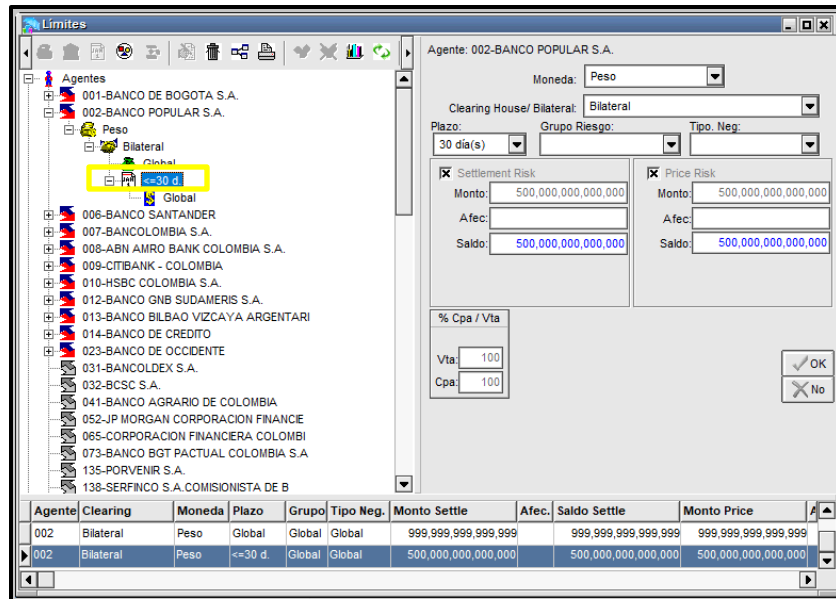 Límites
Agentes
001-BANCO DE BOGOTA S.A.
002-BANCO POPULAR S.A.
Peso
Bilateral
Global
<=30 d.
Global
006-BANCO SANTANDER
007-BANCOLOMBIA S.A.
008-ABN AMRO BANK COLOMBIA S.A.
009-CITIBANK - COLOMBIA
010-HSBC COLOMBIA S.A.
012-BANCO GNB SUDAMERIS S.A.
013-BANCO BILBAO VIZCAYA ARGENTARI
014-BANCO DE CREDITO
023-BANCO DE OCCIDENTE
031-BANCOLDEX S.A.
032-BCSC S.A.
041-BANCO AGRARIO DE COLOMBIA
052-JP MORGAN CORPORACION FINANCIE
065-CORPORACION FINANCIERA COLOMBI
073-BANCO BGT PACTUAL COLOMBIA S.A
135-PORVENIR S.A.
138-SERFINCO S.A.COMISIONISTA DE B
Agente: 002-BANCO POPULAR S.A.
Moneda: Peso
Clearing House/ Bilateral: Bilateral
Plazo: Grupo Riesgo: Tipo. Neg:
30 día(s)
Settlement Risk Price Risk
Monto: 500,000,000,000,000 Monto: 500,000,000,000,000
Afec: Afec:
Saldo: 500,000,000,000,000 Saldo: 500,000,000,000,000
% Cpa / Vta
Vta: 100
Cpa: 100
OK
No
Agente Clearing Moneda Plazo Grupo Tipo Neg. Monto Settle Afec. Saldo Settle Monto Price A
002 Bilateral Peso Global Global Global 999,999,999,999,999 999,999,999,999,999 999,999,999,999,999
002 Bilateral Peso <=30 d. Global Global 500,000,000,000,000 500,000,000,000,000 500,000,000,000,000